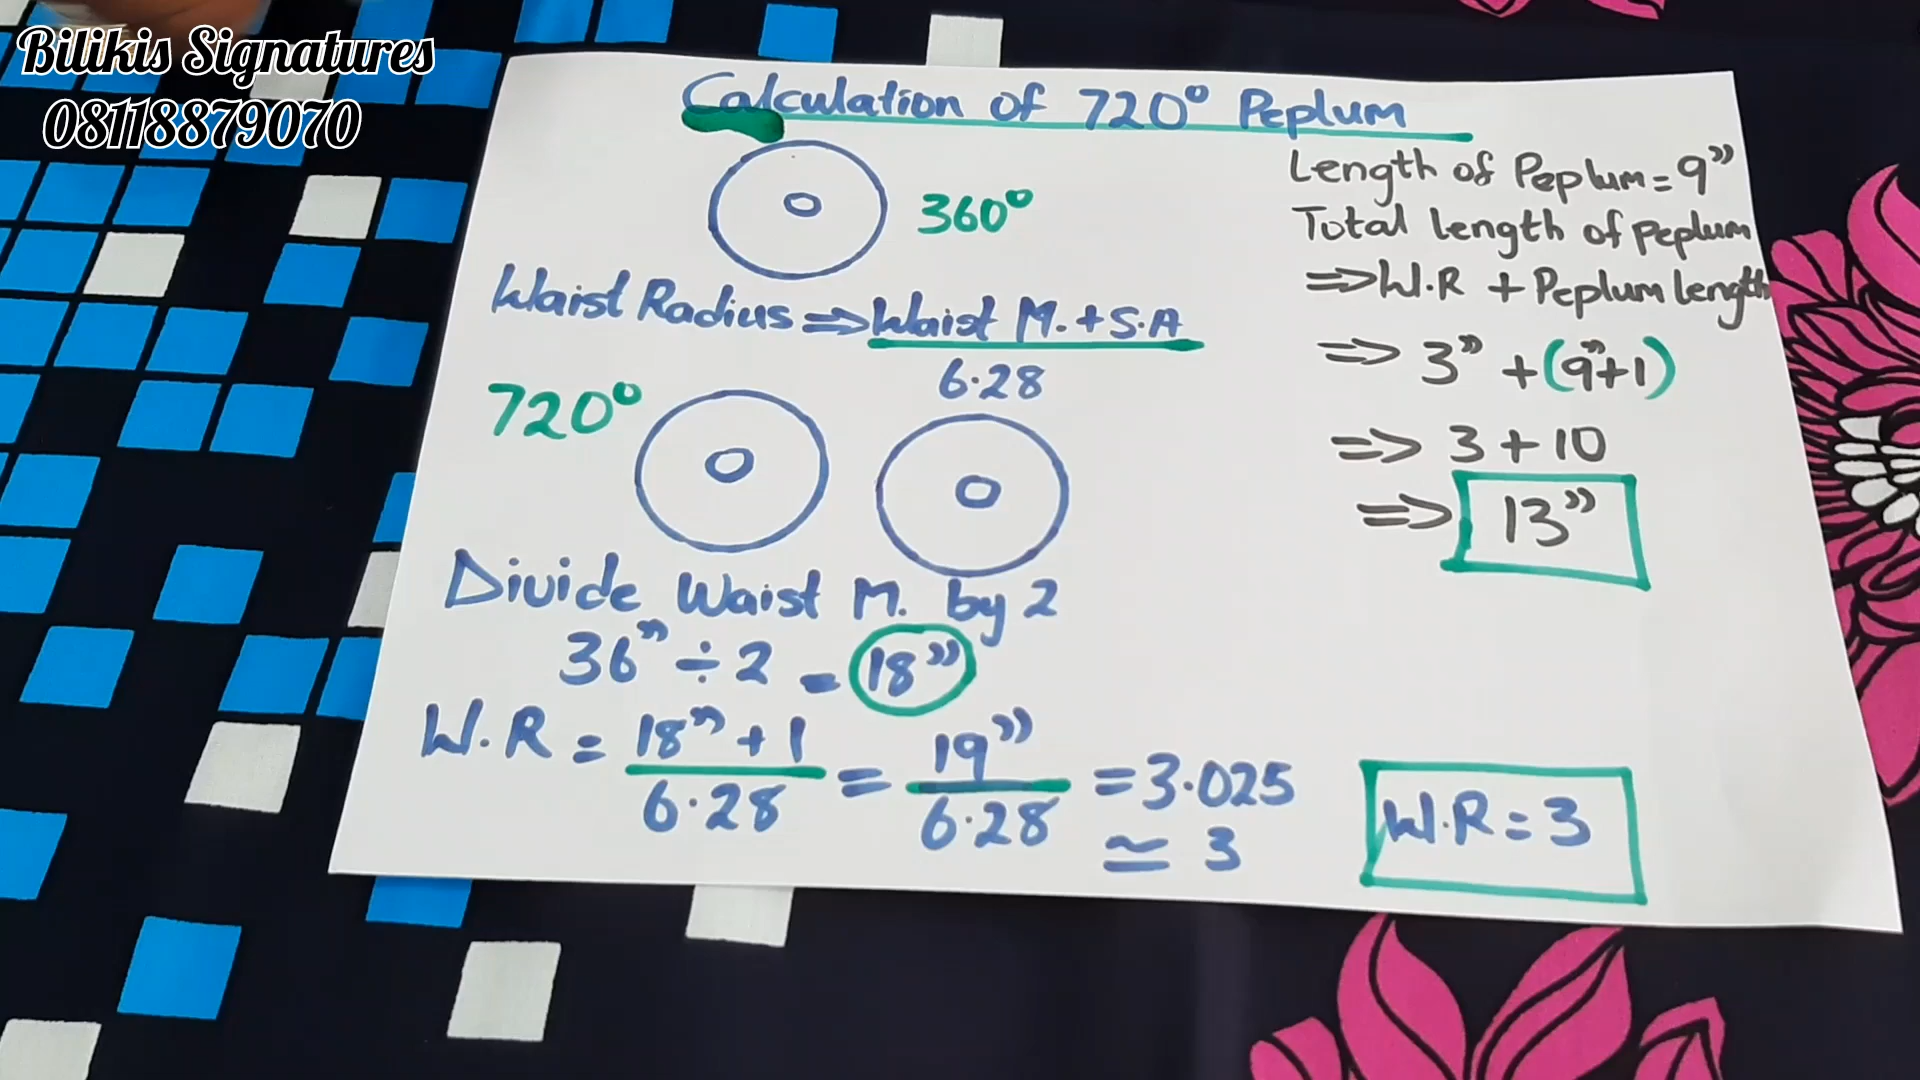 Bilikis Signatures
08118879070
Calculation of 720° Peplum
360°
Waist Radius ⇒ Waist M. + S.A
6.28
720°
Divide Waist M. by 2
36” ÷ 2 = 18”
W.R = 18” + 1 = 19” = 3.025
6.28 6.28
≃ 3
W.R = 3
Length of Peplum = 9”
Total length of peplum
⇒ W.R + Peplum length
⇒ 3” + (9”+1)
⇒ 3 + 10
⇒ 13”